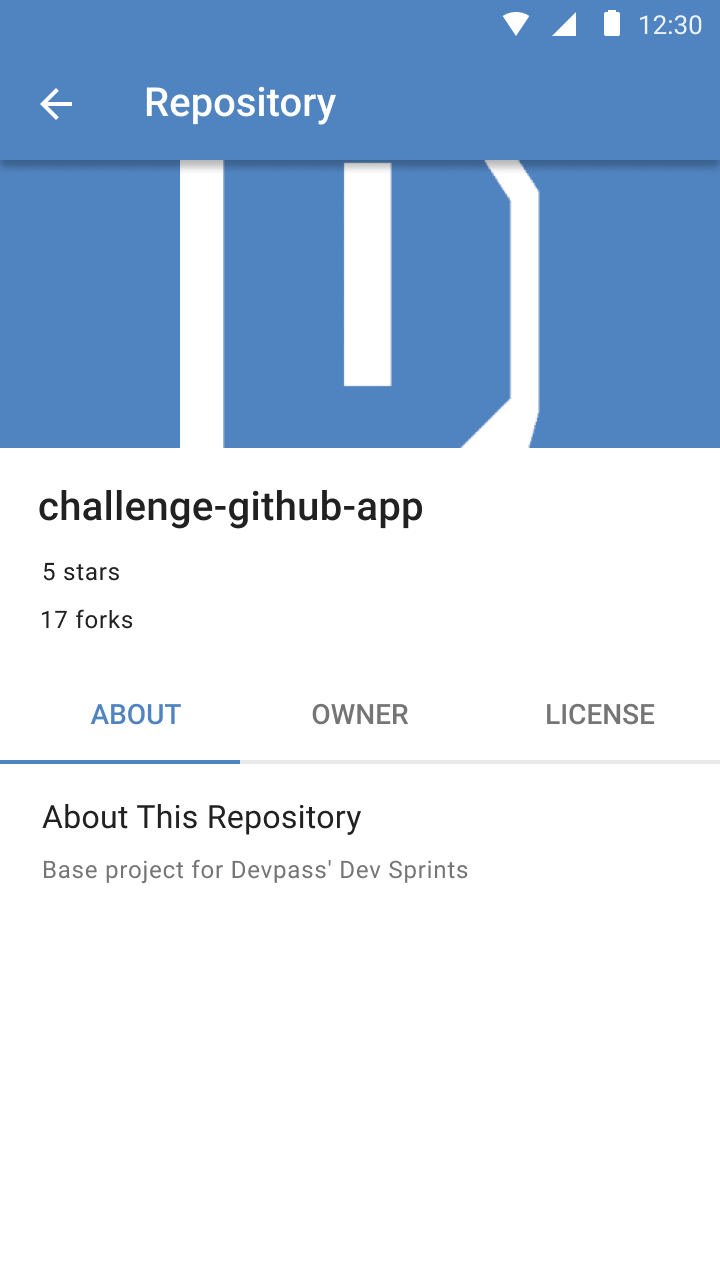 12:30
Repository
challenge-github-app
5 stars
17 forks
ABOUT OWNER LICENSE
About This Repository
Base project for Devpass' Dev Sprints